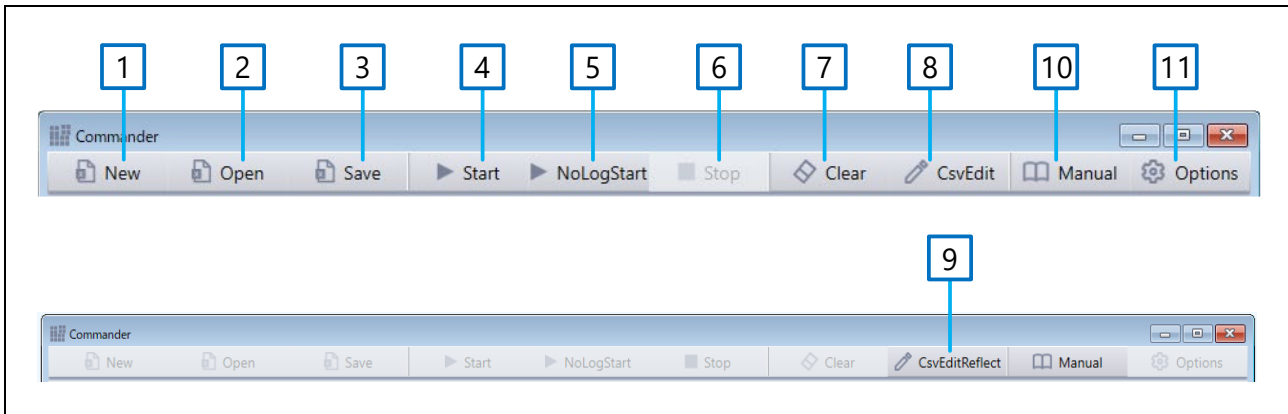 1 2 3 4 5 6 7 8 10 11
Commander
New Open Save Start NoLogStart Stop Clear CsvEdit Manual Options
9
Commander
New Open Save Start NoLogStart Stop Clear CsvEditReflect Manual Options